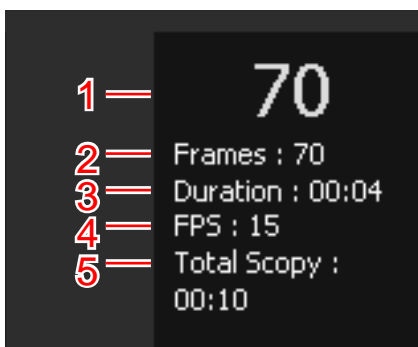 1 70
2 Frames : 70
3 Duration : 00:04
4 FPS : 15
5 Total Scopy :
00:10